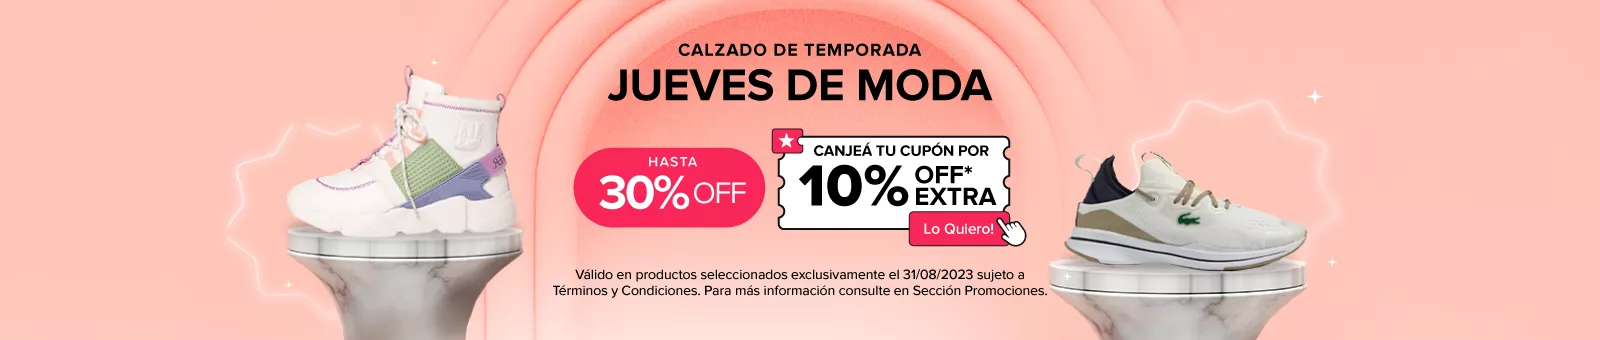 CALZADO DE TEMPORADA
JUEVES DE MODA
HASTA
30% OFF
CANJEÁ TU CUPÓN POR
10% OFF*
EXTRA
Lo Quiero!
Válido en productos seleccionados exclusivamente el 31/08/2023 sujeto a
Términos y Condiciones. Para más información consulte en Sección Promociones.